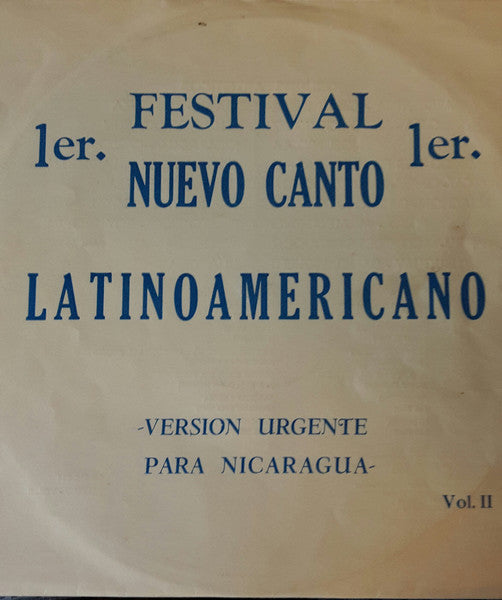 1er. FESTIVAL 1er.
NUEVO CANTO
LATINOAMERICANO
-VERSION URGENTE
PARA NICARAGUA-
Vol. II